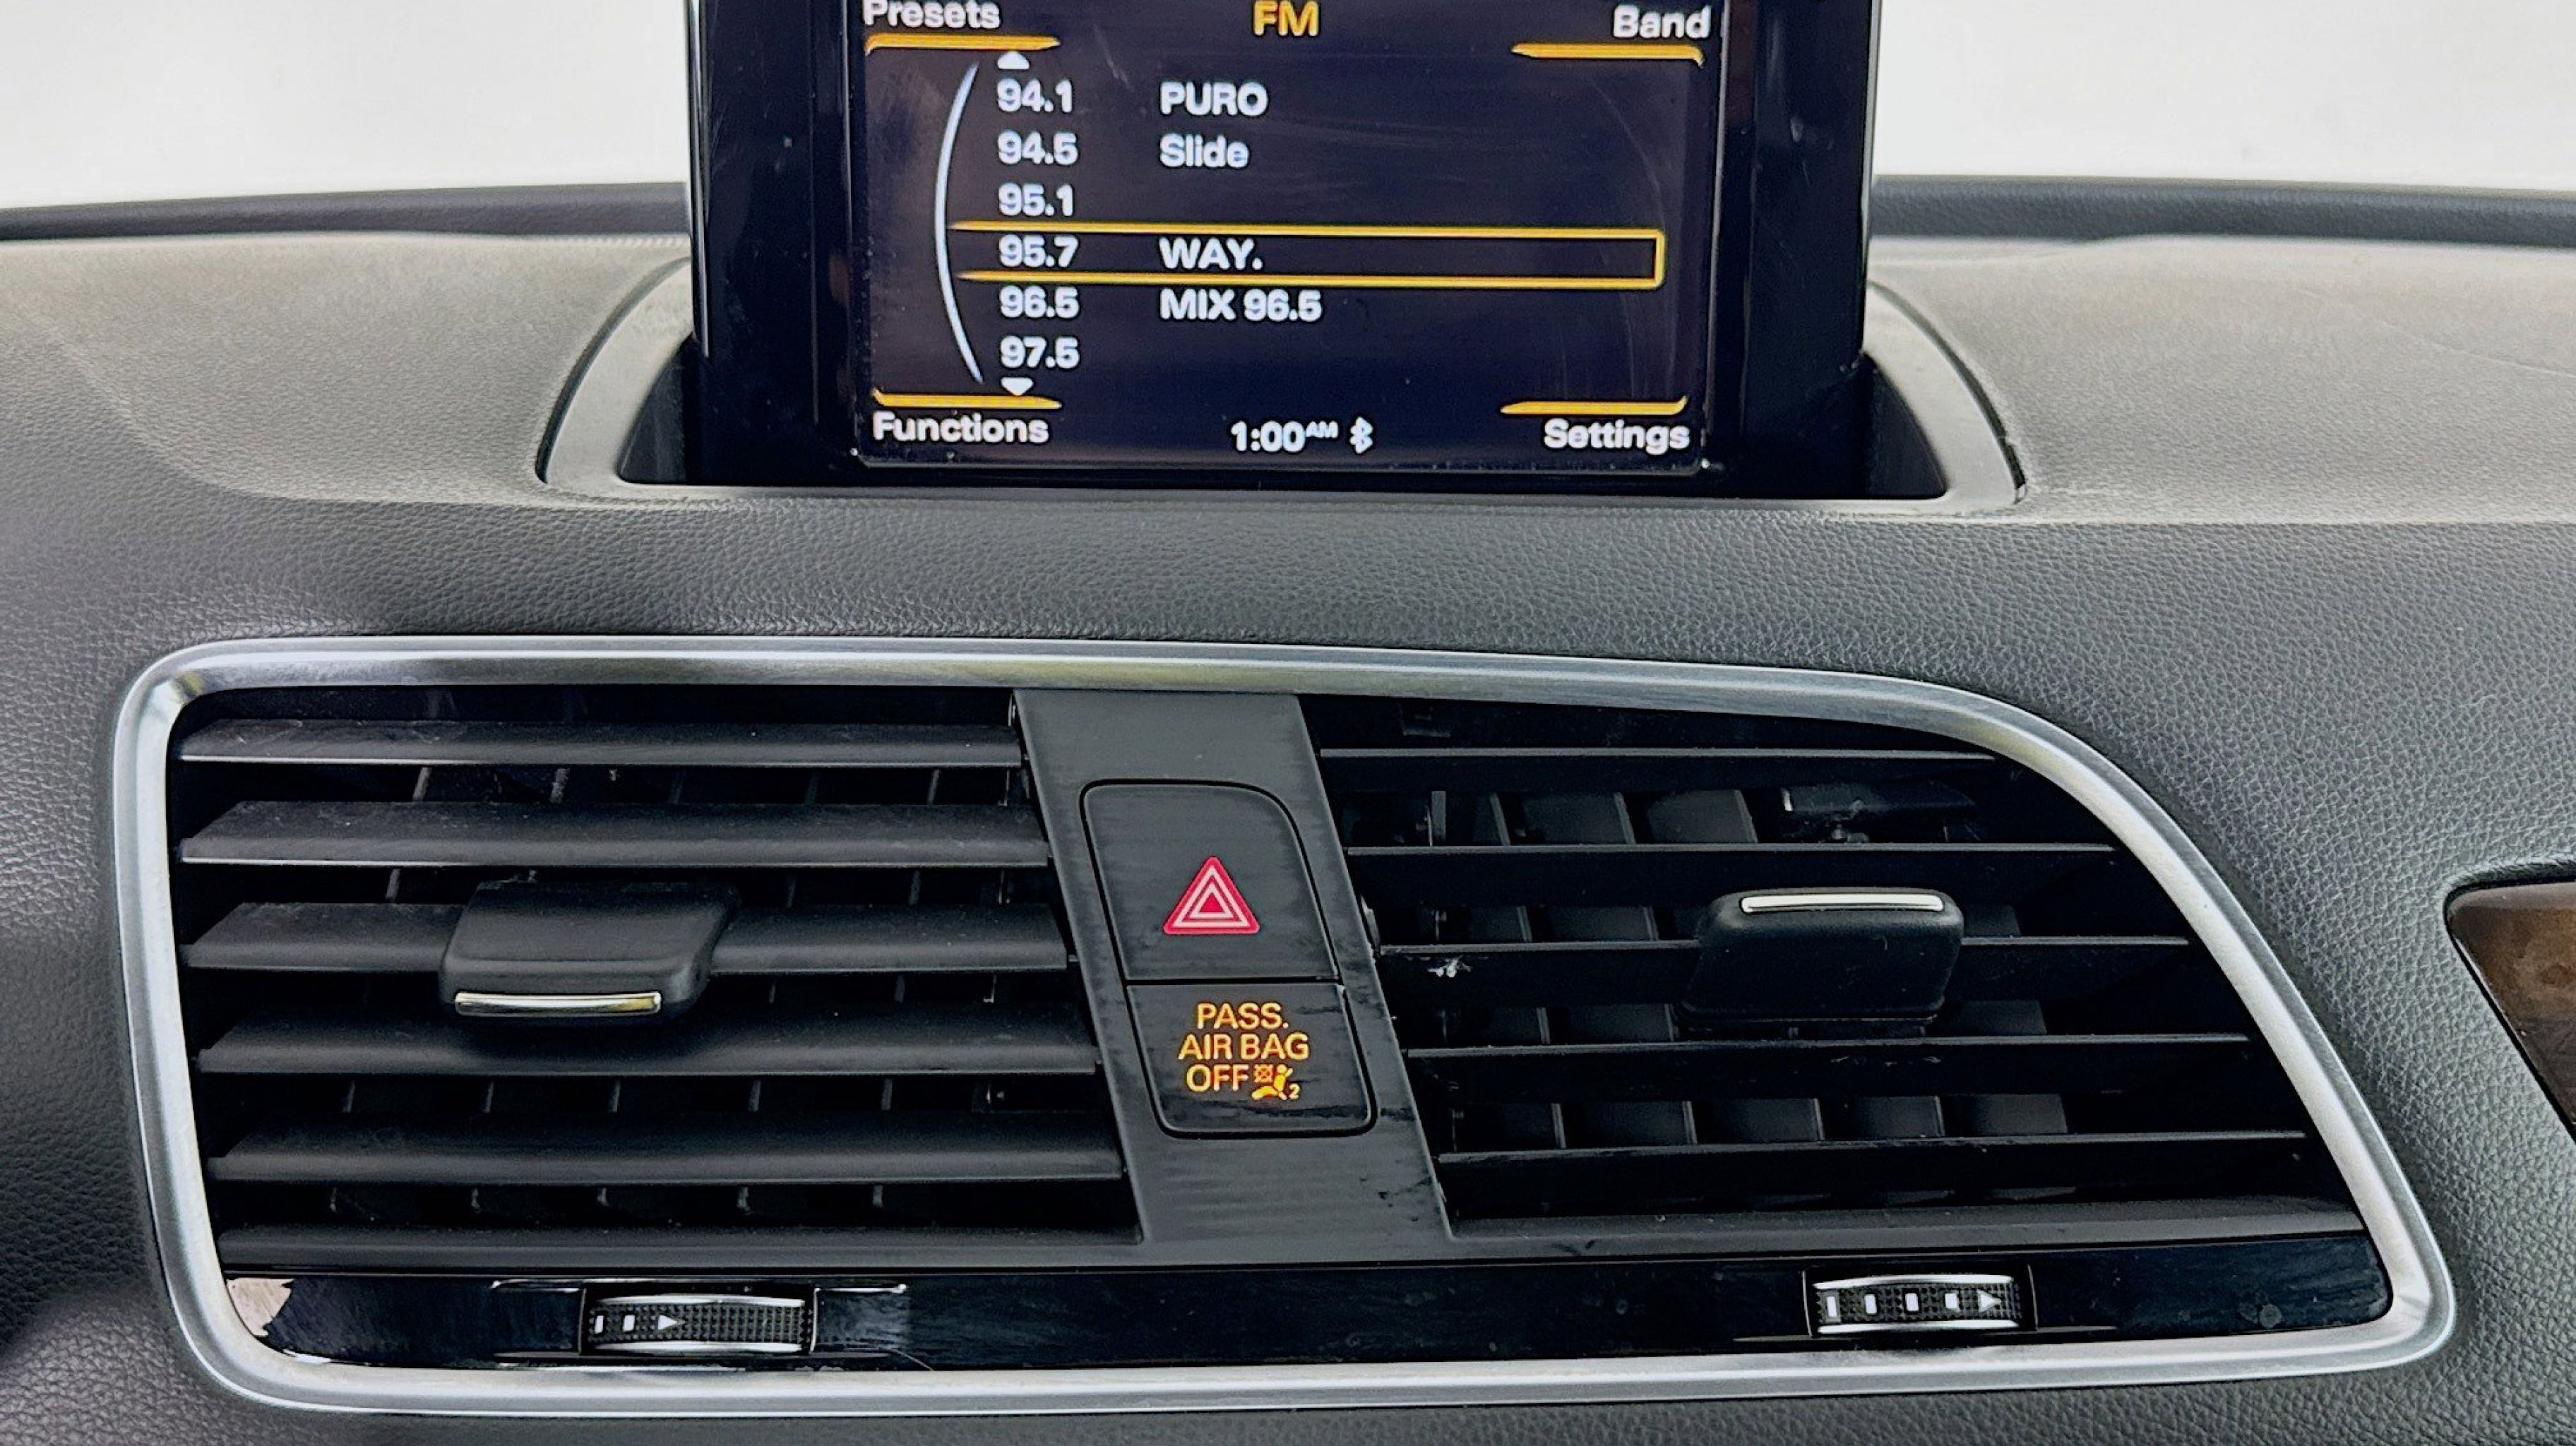 Presets FM Band
94.1 PURO
94.5 Slide
95.1
95.7 WAY.
96.5 MIX 96.5
97.5
Functions 1:00AM Settings
PASS.
AIR BAG
OFF 2